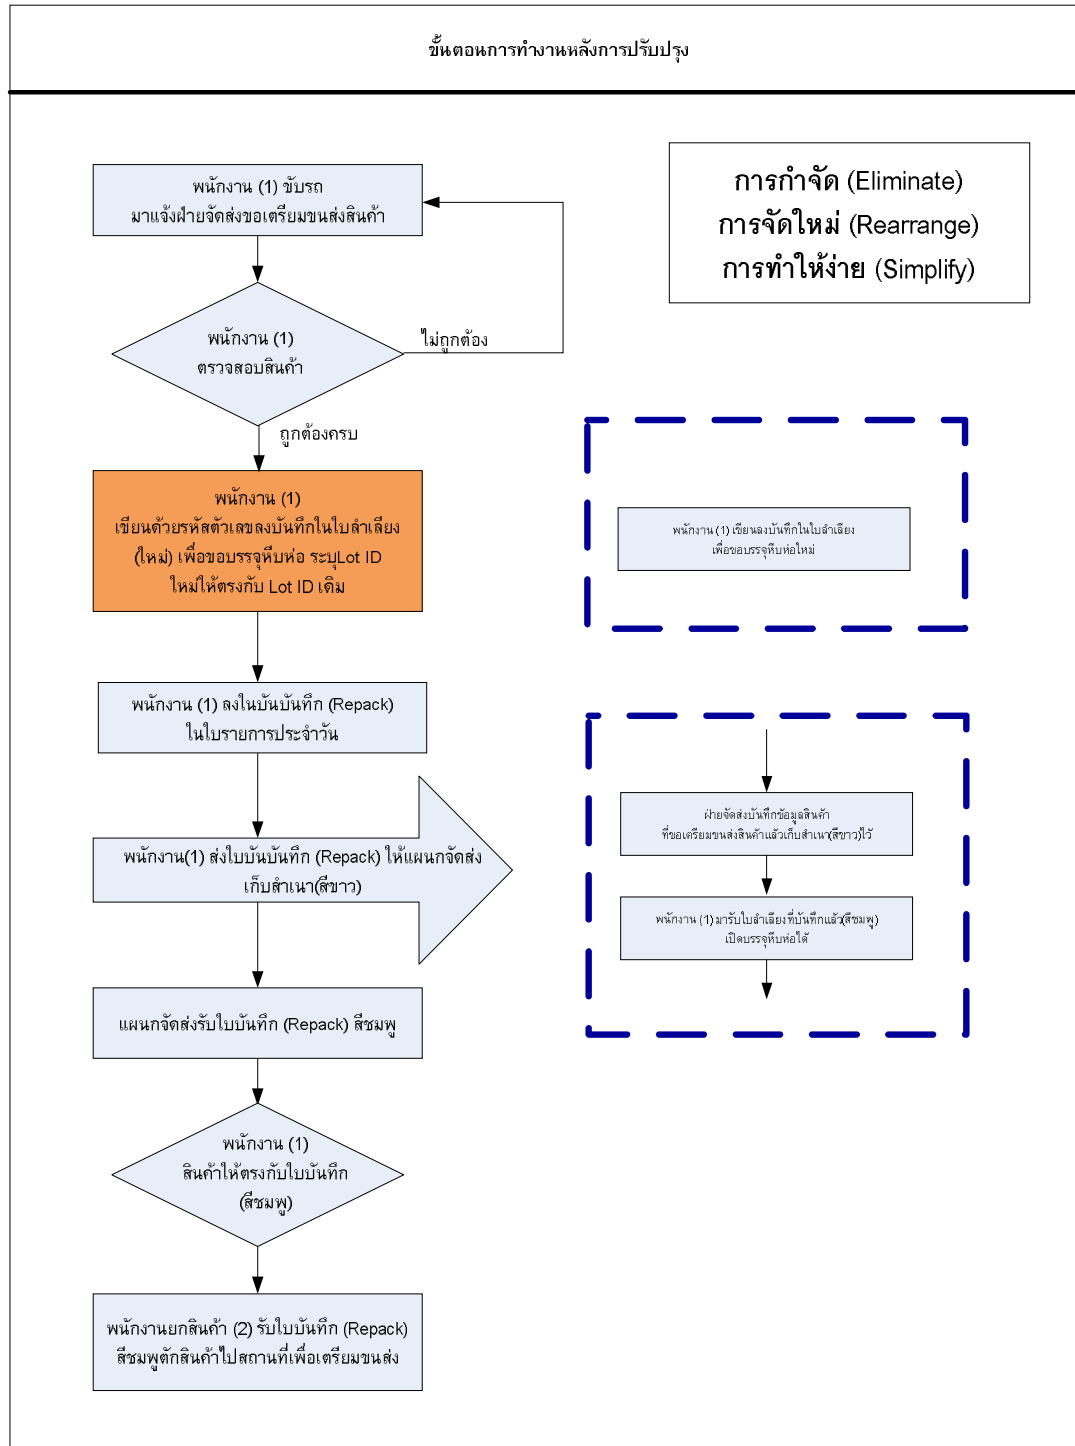 ขั้นตอนการทำงานหลังการปรับปรุง
การกำจัด (Eliminate)
การจัดใหม่ (Rearrange)
การทำให้ง่าย (Simplify)
พนักงาน (1) ขับรถ
มาแจ้งฝ่ายจัดส่งขอเตรียมขนส่งสินค้า
พนักงาน (1)
ตรวจสอบสินค้า
ไม่ถูกต้อง
ถูกต้องครบ
พนักงาน (1)
เขียนด้วยรหัสตัวเลขลงบันทึกในใบลำเลียง
(ใหม่) เพื่อขอบรรจุหีบห่อ ระบุLot ID
ใหม่ให้ตรงกับ Lot ID เดิม
พนักงาน (1) เขียนลงบันทึกในใบลำเลียง
เพื่อขอบรรจุหีบห่อใหม่
พนักงาน (1) ลงในบันบันทึก (Repack)
ในใบรายการประจำวัน
พนักงาน(1) ส่งใบบันบันทึก (Repack) ให้แผนกจัดส่ง
เก็บสำเนา(สีขาว)
ฝ่ายจัดส่งบันทึกข้อมูลสินค้า
ที่ขอเตรียมขนส่งสินค้าแล้วเก็บสำเนา(สีขาว)ไว้
พนักงาน (1) มารับใบลำเลียงที่บันทึกแล้ว(สีชมพู)
เปิดบรรจุหีบห่อได้
แผนกจัดส่งรับใบบันทึก (Repack) สีชมพู
พนักงาน (1)
สินค้าให้ตรงกับใบบันทึก
(สีชมพู)
พนักงานยกสินค้า (2) รับใบบันทึก (Repack)
สีชมพูตักสินค้าไปสถานที่เพื่อเตรียมขนส่ง